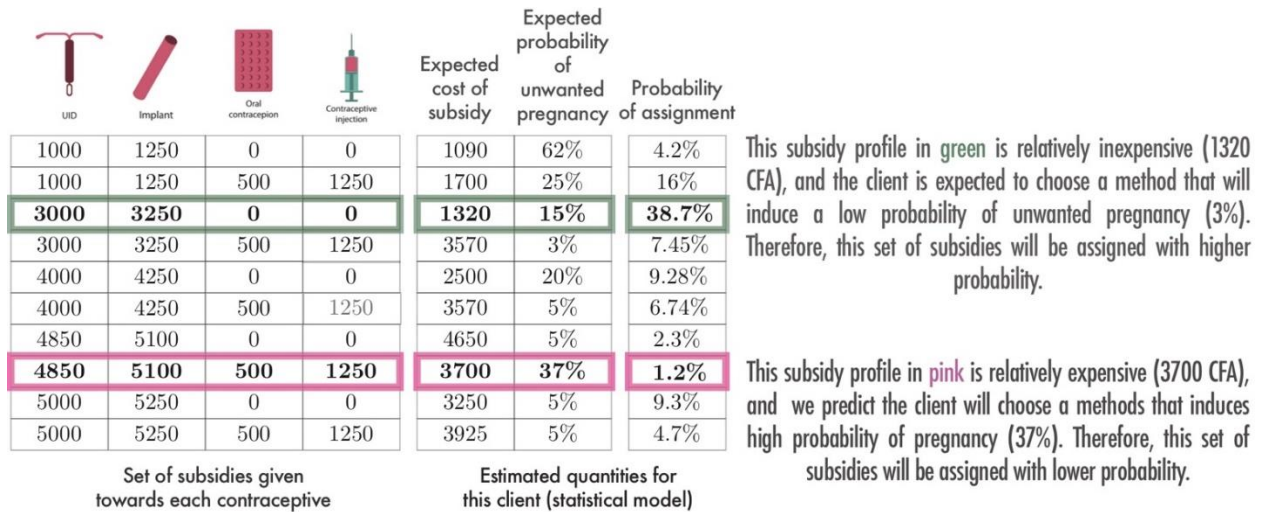 UID Implant Oral contracepion Contraceptive injection
Expected cost of subsidy Expected probability of unwanted pregnancy Probability of assignment
1000 1250 0 0 1090 62% 4.2%
1000 1250 500 1250 1700 25% 16%
3000 3250 0 0 1320 15% 38.7%
3000 3250 500 1250 3570 3% 7.45%
4000 4250 0 0 2500 20% 9.28%
4000 4250 500 1250 3570 5% 6.74%
4850 5100 0 0 4650 5% 2.3%
4850 5100 500 1250 3700 37% 1.2%
5000 5250 0 0 3250 5% 9.3%
5000 5250 500 1250 3925 5% 4.7%
Set of subsidies given
towards each contraceptive
Estimated quantities for
this client (statistical model)
This subsidy profile in green is relatively inexpensive (1320
CFA), and the client is expected to choose a method that will
induce a low probability of unwanted pregnancy (3%).
Therefore, this set of subsidies will be assigned with higher
probability.
This subsidy profile in pink is relatively expensive (3700 CFA),
and we predict the client will choose a methods that induces
high probability of pregnancy (37%). Therefore, this set of
subsidies will be assigned with lower probability.